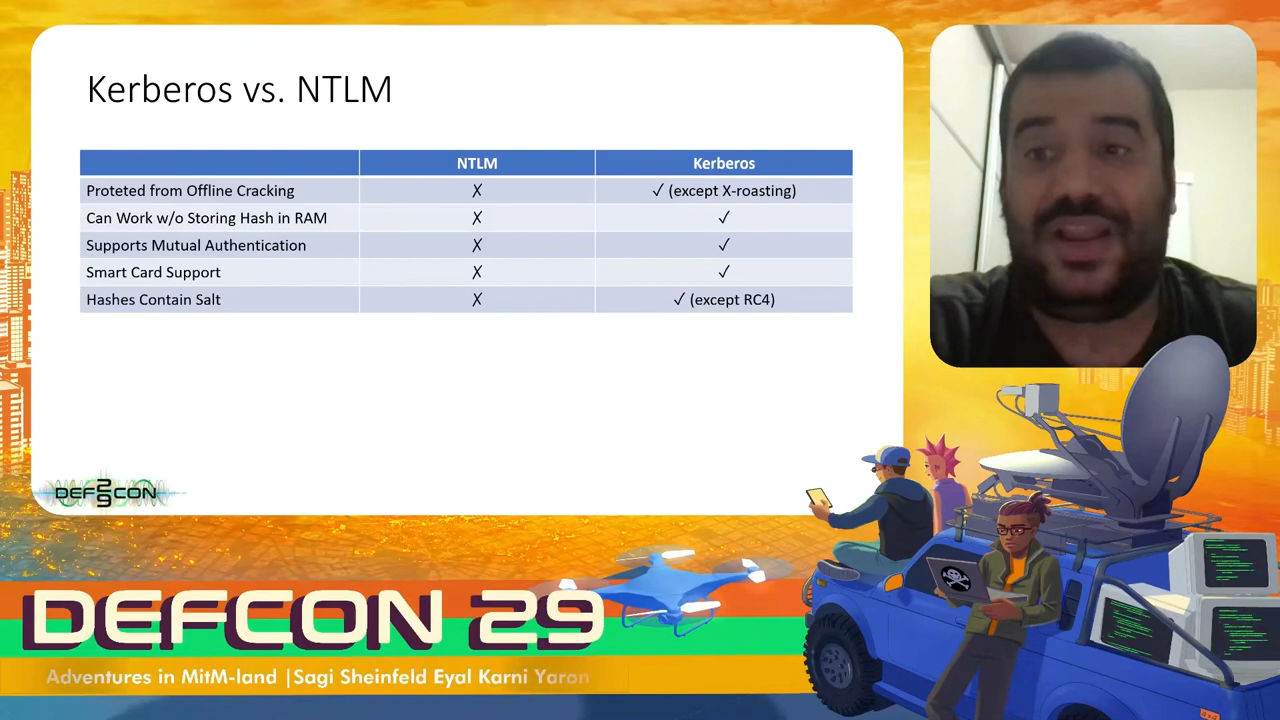 Kerberos vs. NTLM
NTLM Kerberos
Proteted from Offline Cracking ✗ ✓ (except X-roasting)
Can Work w/o Storing Hash in RAM ✗ ✓
Supports Mutual Authentication ✗ ✓
Smart Card Support ✗ ✓
Hashes Contain Salt ✗ ✓ (except RC4)
DEF 29 CON
DEFCON 29
Adventures in MitM-land |Sagi Sheinfeld Eyal Karni Yaron